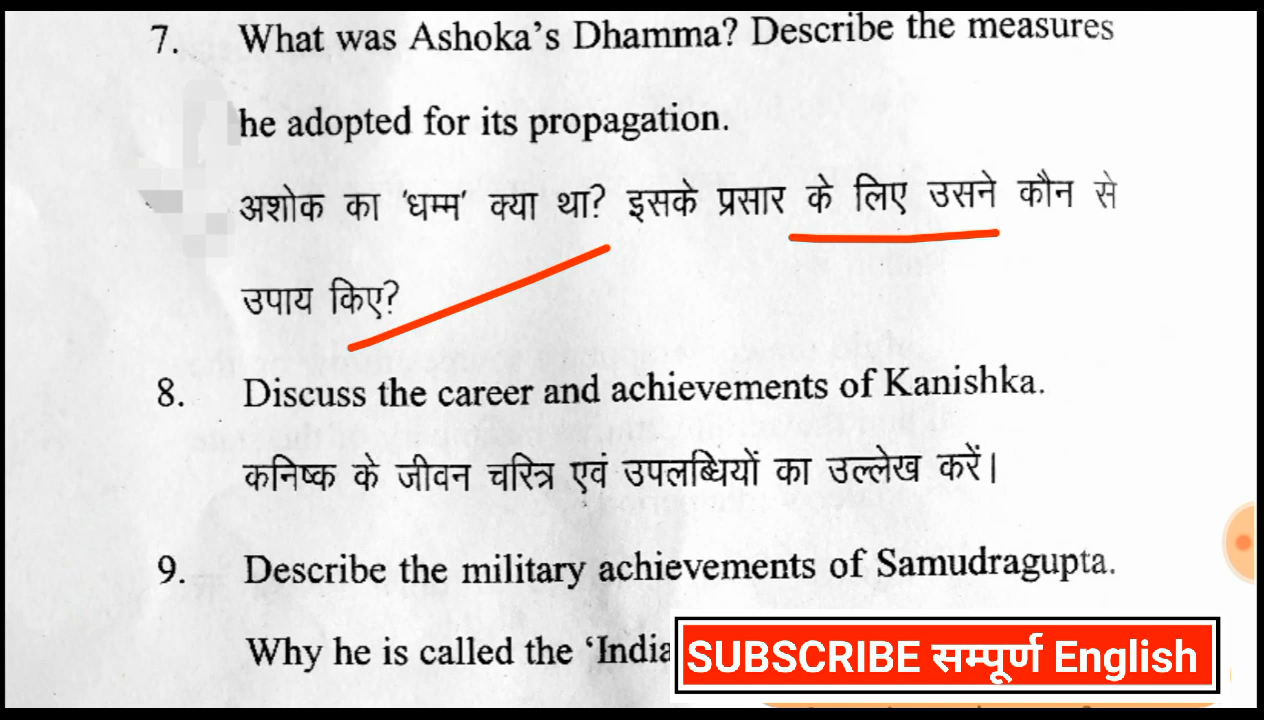 7. What was Ashoka's Dhamma? Describe the measures
he adopted for its propagation.
अशोक का 'धम्म' क्या था? इसके प्रसार के लिए उसने कौन से
उपाय किए?
8. Discuss the career and achievements of Kanishka.
कनिष्क के जीवन चरित्र एवं उपलब्धियों का उल्लेख करें।
9. Describe the military achievements of Samudragupta.
Why he is called the 'India
SUBSCRIBE सम्पूर्ण English